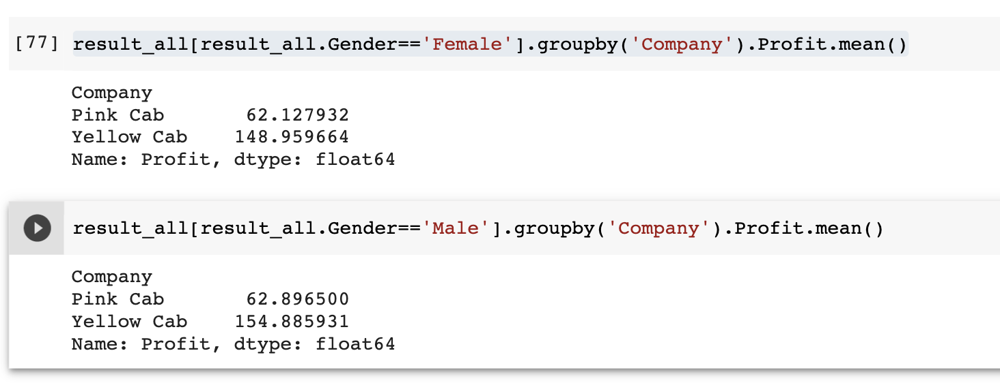 [77] result_all[result_all.Gender=='Female'].groupby('Company').Profit.mean()
Company
Pink Cab 62.127932
Yellow Cab 148.959664
Name: Profit, dtype: float64
result_all[result_all.Gender=='Male'].groupby('Company').Profit.mean()
Company
Pink Cab 62.896500
Yellow Cab 154.885931
Name: Profit, dtype: float64